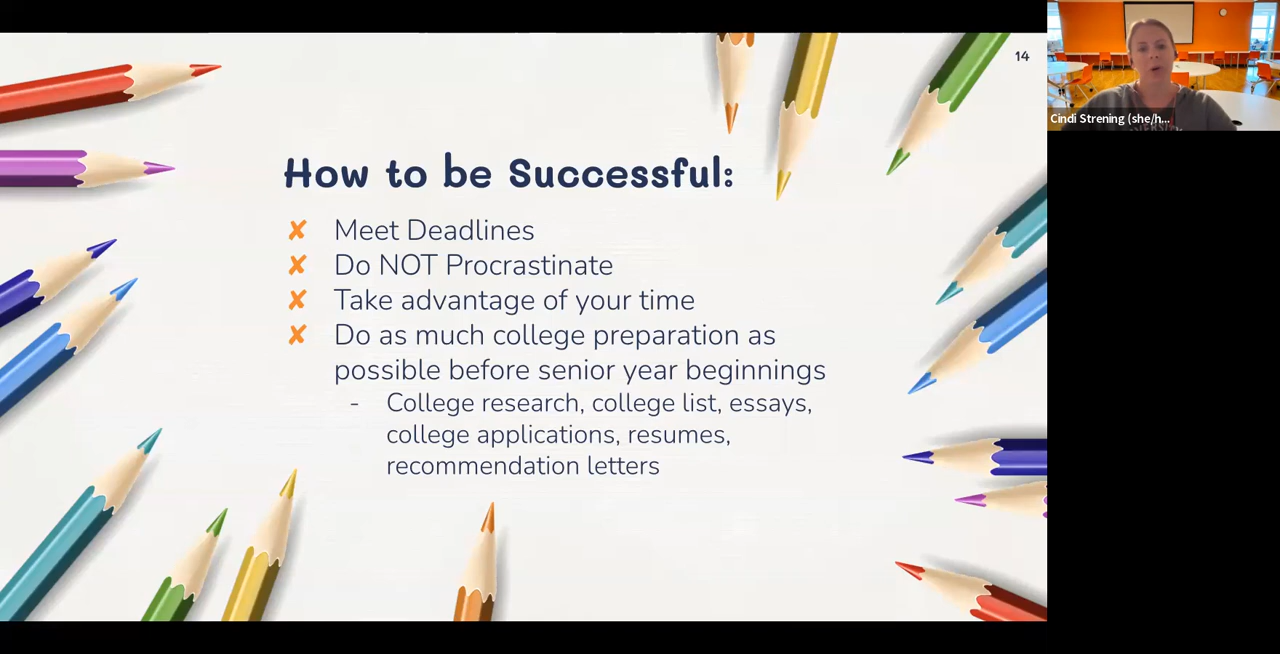 14
Cindi Strening (she/h...
How to be Successful:
✘ Meet Deadlines
✘ Do NOT Procrastinate
✘ Take advantage of your time
✘ Do as much college preparation as
possible before senior year beginnings
- College research, college list, essays,
college applications, resumes,
recommendation letters